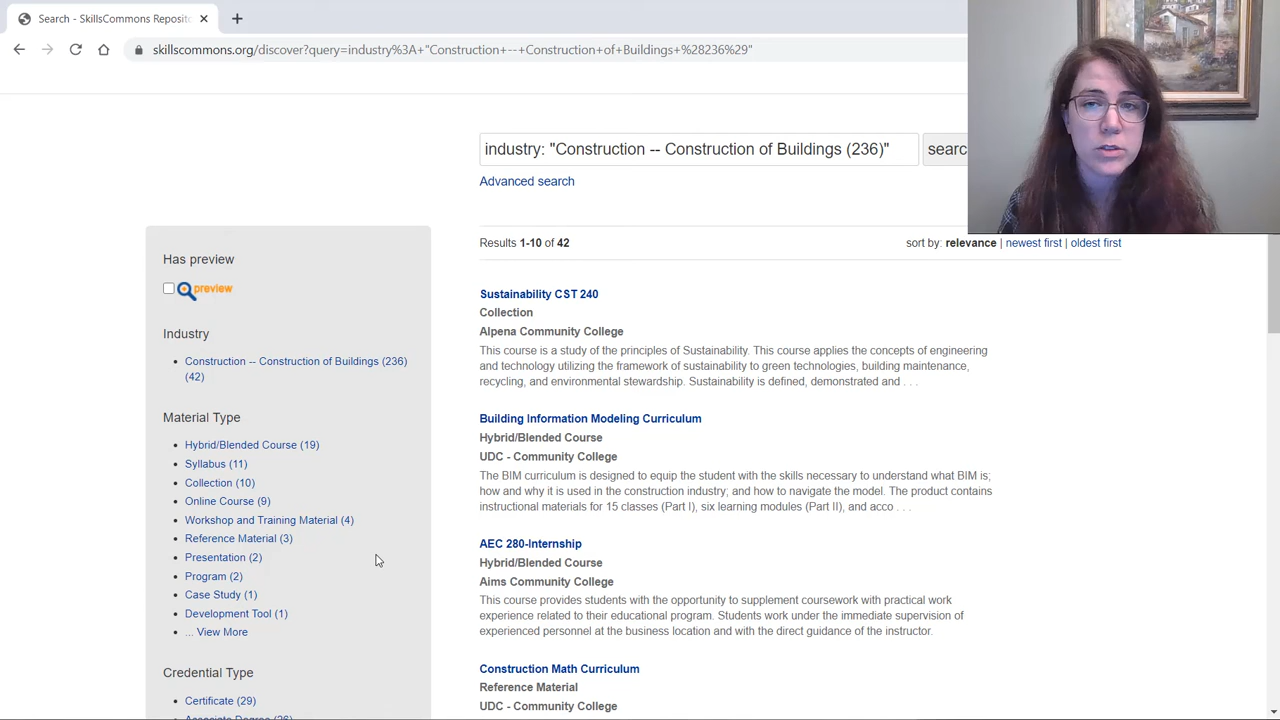 Search - SkillsCommons Reposito
skillscommons.org/discover?query=industry%3A+"Construction+--+Construction+of+Buildings+%28236%29"
industry: "Construction -- Construction of Buildings (236)"
searc
Advanced search
Has preview
preview
Industry
Construction -- Construction of Buildings (236)
(42)
Material Type
Hybrid/Blended Course (19)
Syllabus (11)
Collection (10)
Online Course (9)
Workshop and Training Material (4)
Reference Material (3)
Presentation (2)
Program (2)
Case Study (1)
Development Tool (1)
... View More
Credential Type
Certificate (29)
Associate Degree (26)
Results 1-10 of 42
sort by: relevance | newest first | oldest first
Sustainability CST 240
Collection
Alpena Community College
This course is a study of the principles of Sustainability. This course applies the concepts of engineering
and technology utilizing the framework of sustainability to green technologies, building maintenance,
recycling, and environmental stewardship. Sustainability is defined, demonstrated and . . .
Building Information Modeling Curriculum
Hybrid/Blended Course
UDC - Community College
The BIM curriculum is designed to equip the student with the skills necessary to understand what BIM is;
how and why it is used in the construction industry; and how to navigate the model. The product contains
instructional materials for 15 classes (Part I), six learning modules (Part II), and acco . . .
AEC 280-Internship
Hybrid/Blended Course
Aims Community College
This course provides students with the opportunity to supplement coursework with practical work
experience related to their educational program. Students work under the immediate supervision of
experienced personnel at the business location and with the direct guidance of the instructor.
Construction Math Curriculum
Reference Material
UDC - Community College